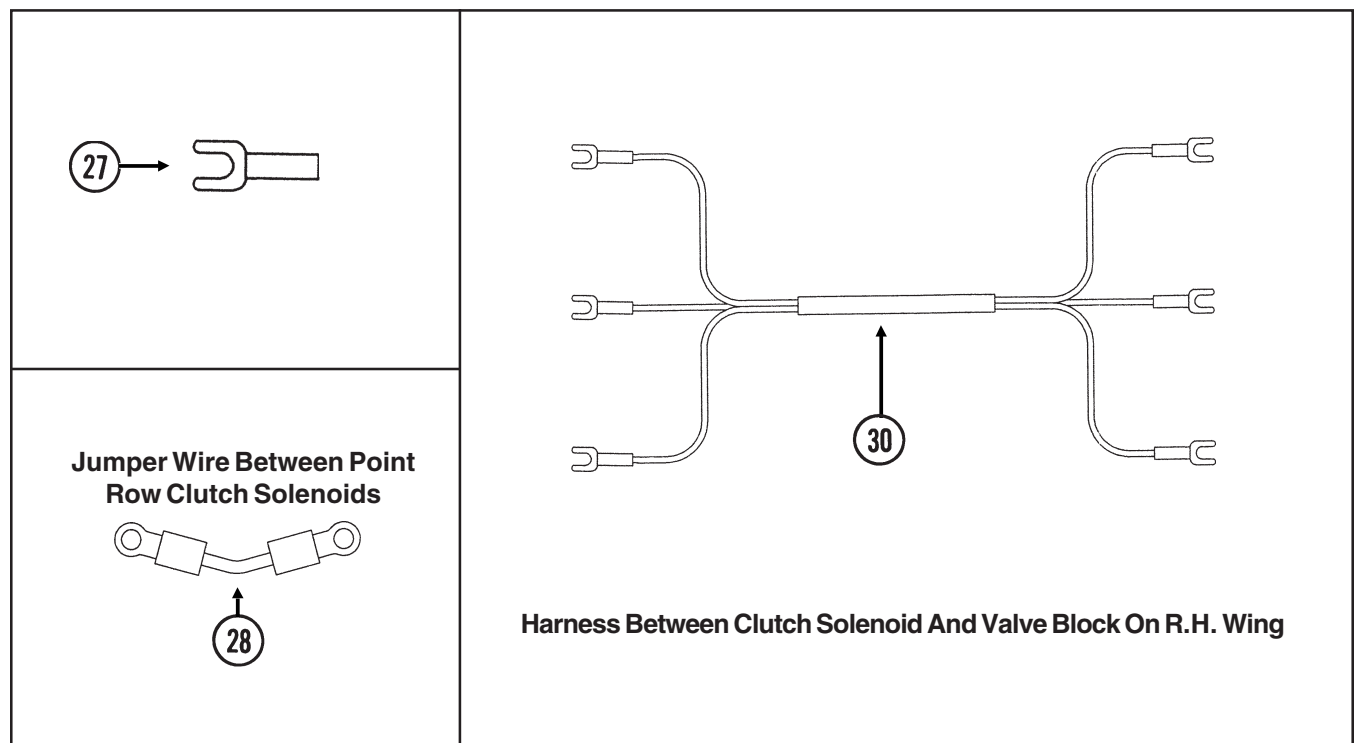 27
Jumper Wire Between Point
Row Clutch Solenoids
28
30
Harness Between Clutch Solenoid And Valve Block On R.H. Wing